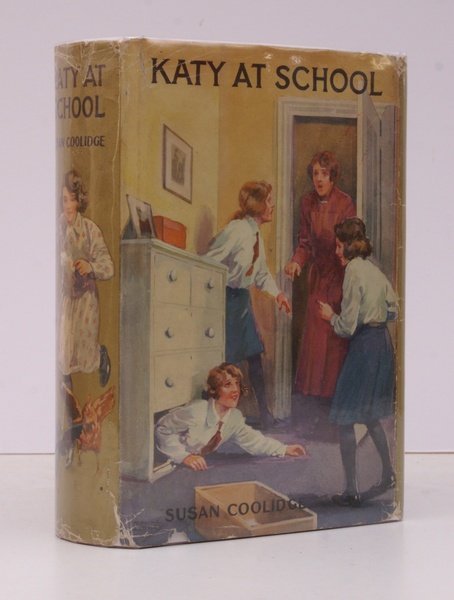 KATY AT SCHOOL
SUSAN COOLIDGE
KATY AT
SCHOOL
SUSAN COOLIDGE